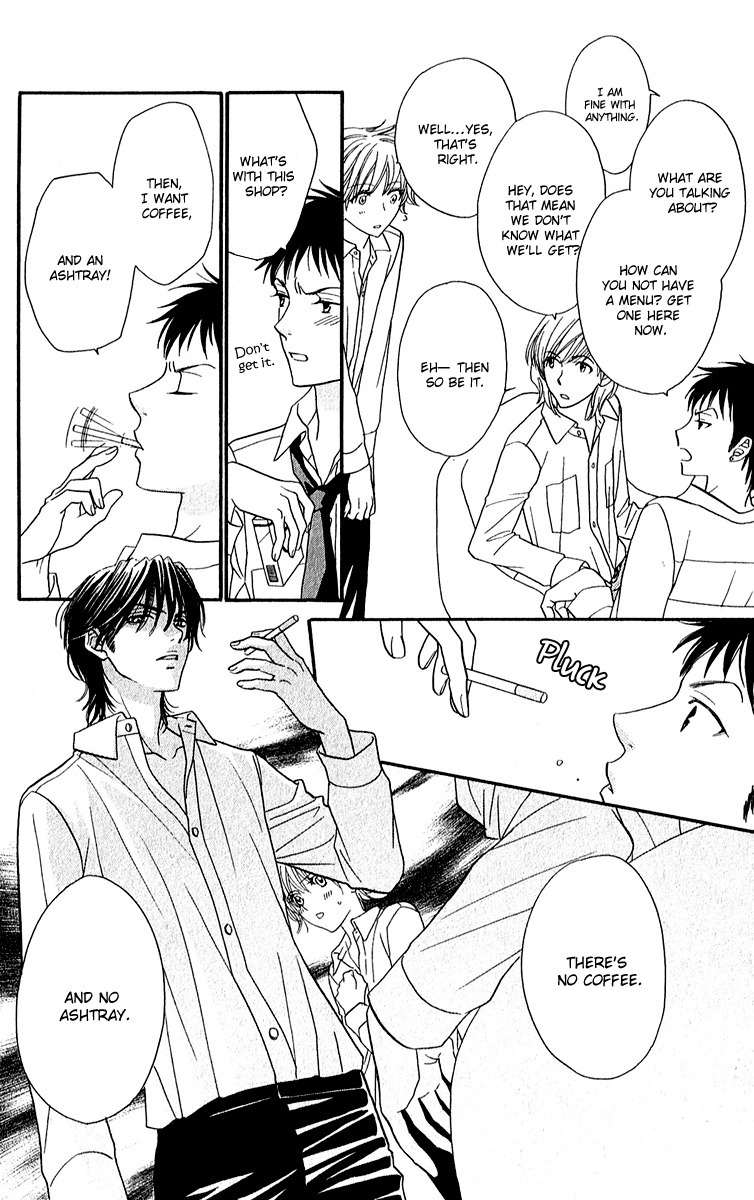 I AM
FINE WITH
ANYTHING.
WHAT ARE
YOU TALKING
ABOUT?
HOW CAN
YOU NOT HAVE
A MENU? GET
ONE HERE
NOW.
HEY, DOES
THAT MEAN
WE DON'T
KNOW WHAT
WE'LL GET?
WELL...YES,
THAT'S
RIGHT.
EH— THEN
SO BE IT.
WHAT'S
WITH THIS
SHOP?
Don't
get it.
THEN,
I WANT
COFFEE,
AND AN
ASHTRAY!
Pluck
THERE'S
NO COFFEE.
AND NO
ASHTRAY.